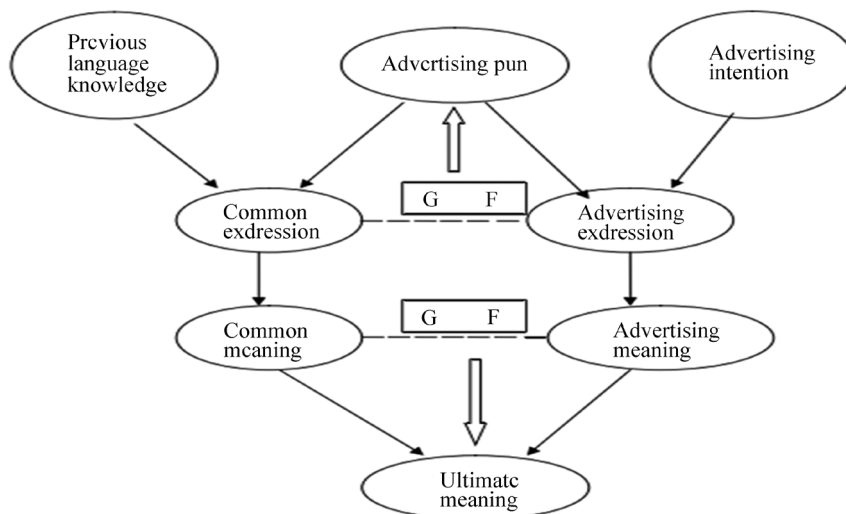 Prcvious
language
knowledge
Advcrtising pun
Advertising
intention
G F
Common
exdression
Advertising
exdression
G F
Common
mcaning
Advertising
meaning
Ultimatc
meaning